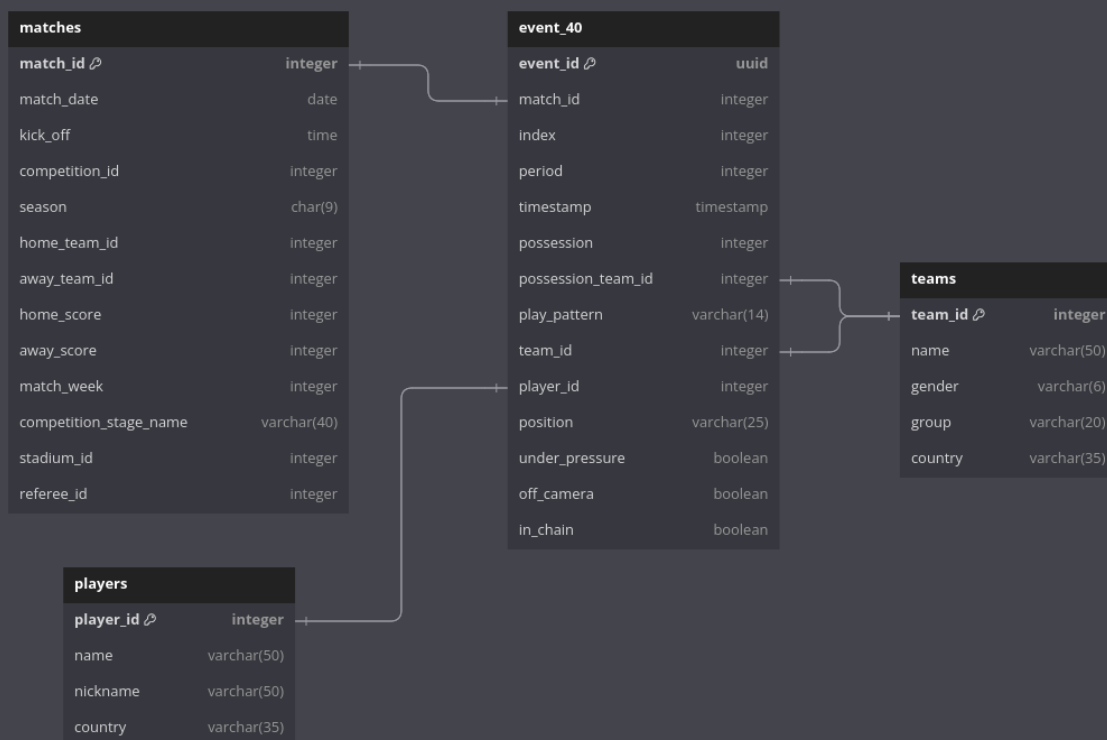 matches
match_id integer
match_date date
kick_off time
competition_id integer
season char(9)
home_team_id integer
away_team_id integer
home_score integer
away_score integer
match_week integer
competition_stage_name varchar(40)
stadium_id integer
referee_id integer
event_40
event_id uuid
match_id integer
index integer
period integer
timestamp timestamp
possession integer
possession_team_id integer
play_pattern varchar(14)
team_id integer
player_id integer
position varchar(25)
under_pressure boolean
off_camera boolean
in_chain boolean
teams
team_id integer
name varchar(50)
gender varchar(6)
group varchar(20)
country varchar(35)
players
player_id integer
name varchar(50)
nickname varchar(50)
country varchar(35)